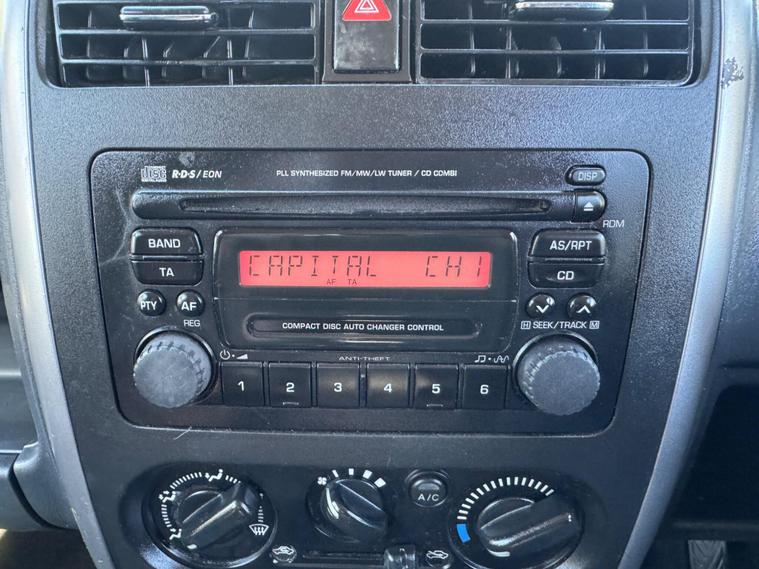 DISC R·D·S/EON PLL SYNTHESIZED FM/MW/LW TUNER / CD COMBI DISP
RDM
BAND AS/RPT
CAPITAL CH1
TA CD
AF TA
PTY AF
REG COMPACT DISC AUTO CHANGER CONTROL H SEEK/TRACK M
ANTI-THEFT
1 2 3 4 5 6
A/C